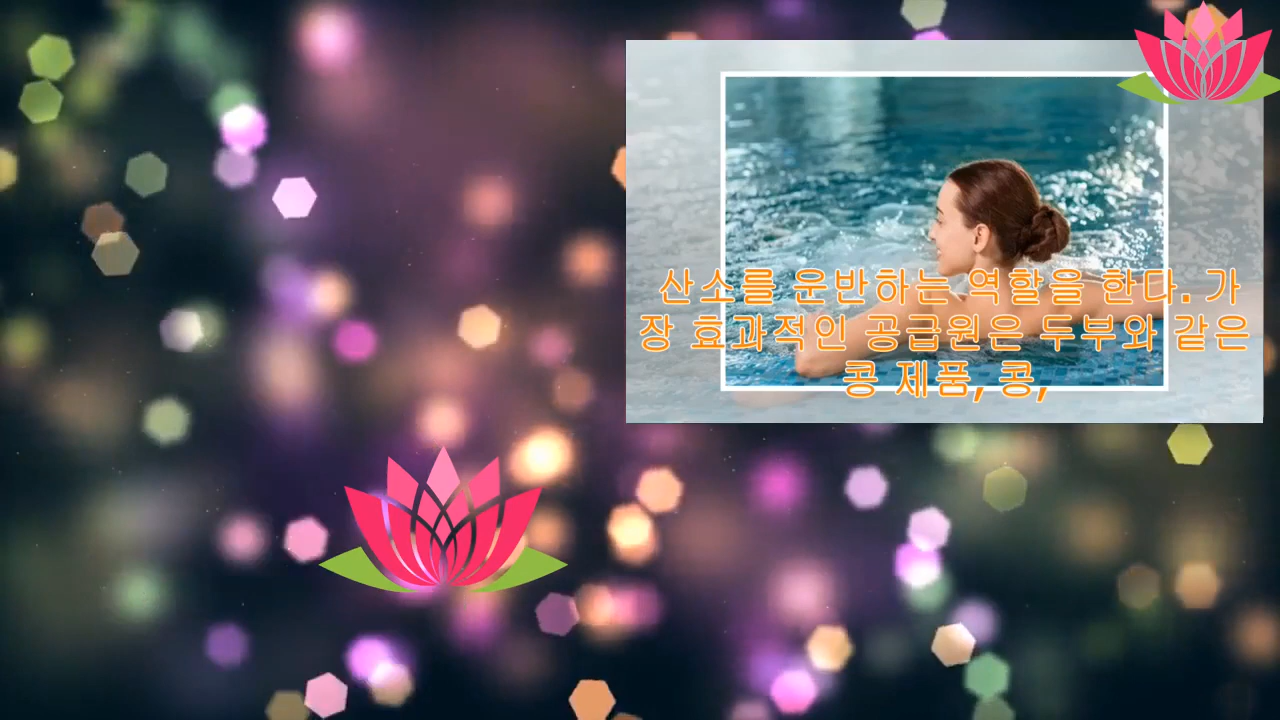 산소를 운반하는 역할을 한다. 가
장 효과적인 공급원은 두부와 같은
콩 제품, 콩,